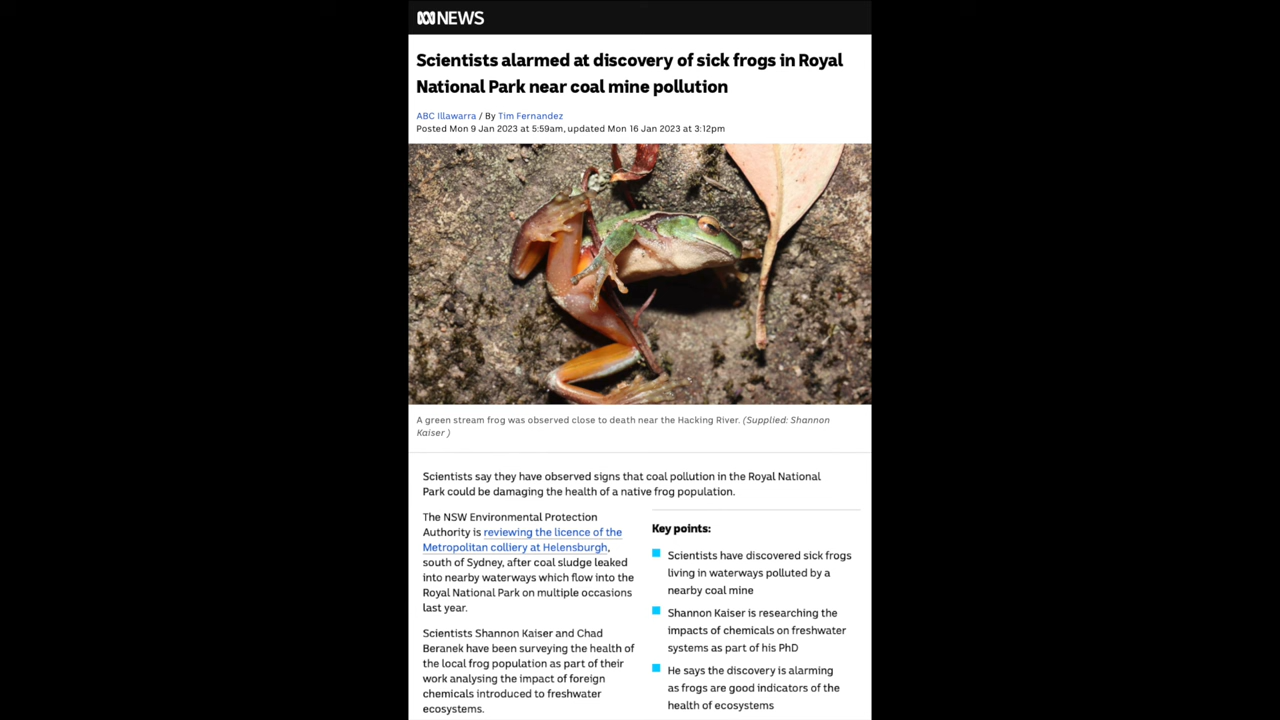 NEWS
Scientists alarmed at discovery of sick frogs in Royal
National Park near coal mine pollution
ABC Illawarra / By Tim Fernandez
Posted Mon 9 Jan 2023 at 5:59am, updated Mon 16 Jan 2023 at 3:12pm
A green stream frog was observed close to death near the Hacking River. (Supplied: Shannon
Kaiser )
Scientists say they have observed signs that coal pollution in the Royal National
Park could be damaging the health of a native frog population.
The NSW Environmental Protection
Authority is reviewing the licence of the
Metropolitan colliery at Helensburgh,
south of Sydney, after coal sludge leaked
into nearby waterways which flow into the
Royal National Park on multiple occasions
last year.
Scientists Shannon Kaiser and Chad
Beranek have been surveying the health of
the local frog population as part of their
work analysing the impact of foreign
chemicals introduced to freshwater
ecosystems.
Key points:
Scientists have discovered sick frogs
living in waterways polluted by a
nearby coal mine
Shannon Kaiser is researching the
impacts of chemicals on freshwater
systems as part of his PhD
He says the discovery is alarming
as frogs are good indicators of the
health of ecosystems